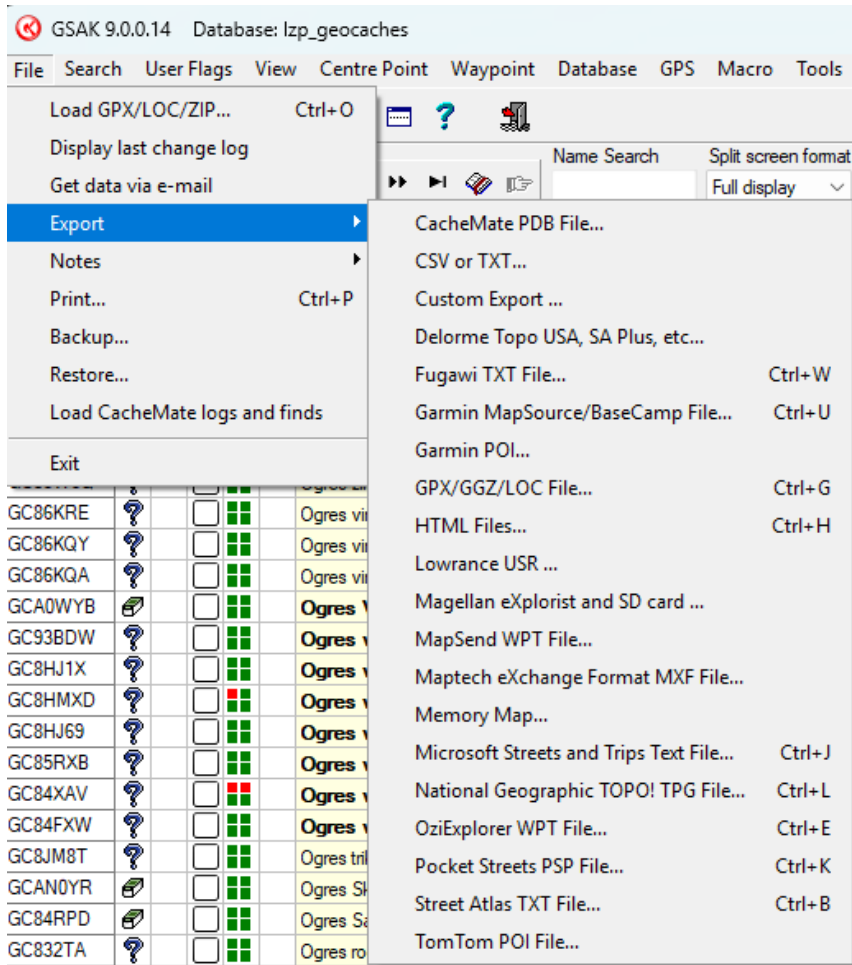 GSAK 9.0.0.14 Database: lzp_geocaches
File Search User Flags View Centre Point Waypoint Database GPS Macro Tools
Load GPX/LOC/ZIP... Ctrl+O
Display last change log
Get data via e-mail
Export
Notes
Print... Ctrl+P
Backup...
Restore...
Load CacheMate logs and finds
Exit
Name Search Split screen format
Full display
CacheMate PDB File...
CSV or TXT...
Custom Export ...
Delorme Topo USA, SA Plus, etc...
Fugawi TXT File... Ctrl+W
Garmin MapSource/BaseCamp File... Ctrl+U
Garmin POI...
GPX/GGZ/LOC File... Ctrl+G
HTML Files... Ctrl+H
Lowrance USR ...
Magellan eXplorist and SD card ...
MapSend WPT File...
Maptech eXchange Format MXF File...
Memory Map...
Microsoft Streets and Trips Text File... Ctrl+J
National Geographic TOPO! TPG File... Ctrl+L
OziExplorer WPT File... Ctrl+E
Pocket Streets PSP File... Ctrl+K
Street Atlas TXT File... Ctrl+B
TomTom POI File...
GC86KRE Ogres vi
GC86KQY Ogres vi
GC86KQA Ogres vi
GCA0WYB Ogres V
GC93BDW Ogres v
GC8HJ1X Ogres v
GC8HMXD Ogres v
GC8HJ69 Ogres v
GC85RXB Ogres v
GC84XAV Ogres v
GC84FXW Ogres v
GC8JM8T Ogres tri
GCAN0YR Ogres Sk
GC84RPD Ogres Sa
GC832TA Ogres ro